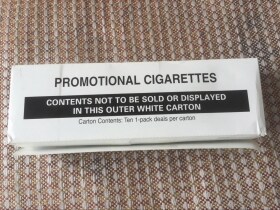 PROMOTIONAL CIGARETTES
CONTENTS NOT TO BE SOLD OR DISPLAYED
IN THIS OUTER WHITE CARTON
Carton Contents: Ten 1-pack deals per carton